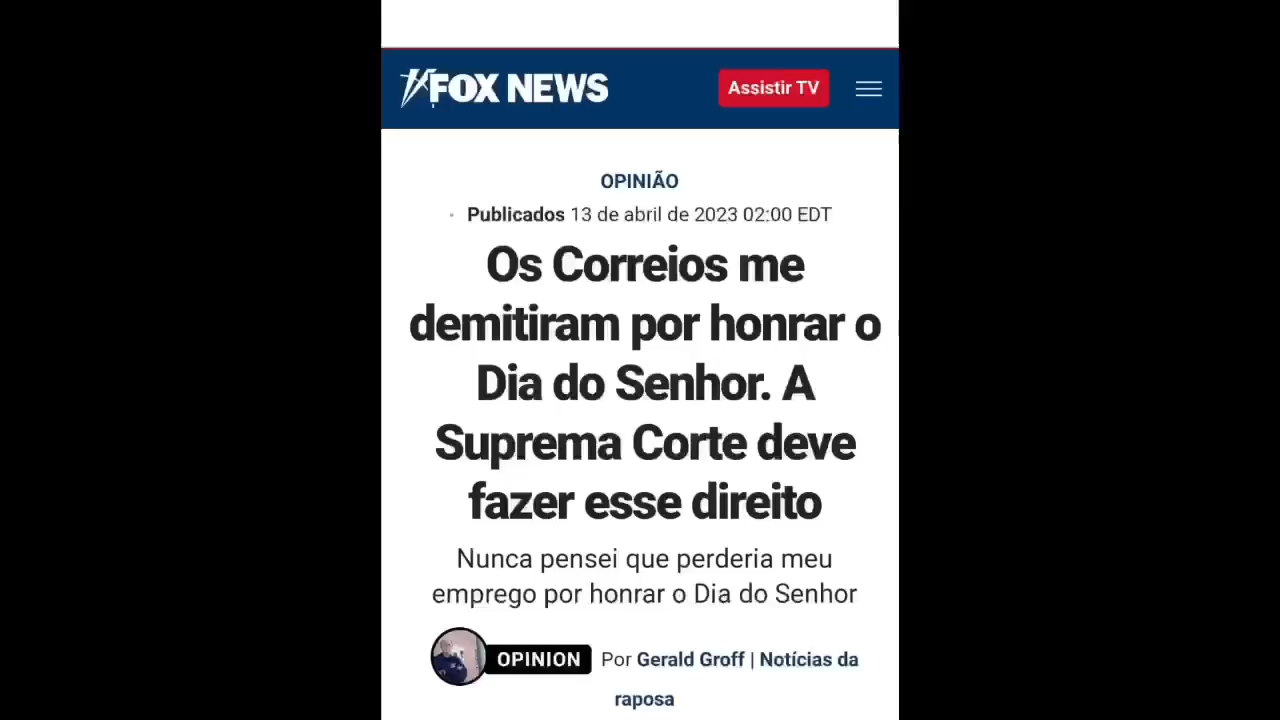 FOX NEWS
Assistir TV
OPINIÃO
Publicados 13 de abril de 2023 02:00 EDT
Os Correios me
demitiram por honrar o
Dia do Senhor. A
Suprema Corte deve
fazer esse direito
Nunca pensei que perderia meu
emprego por honrar o Dia do Senhor
OPINION Por Gerald Groff | Notícias da
raposa